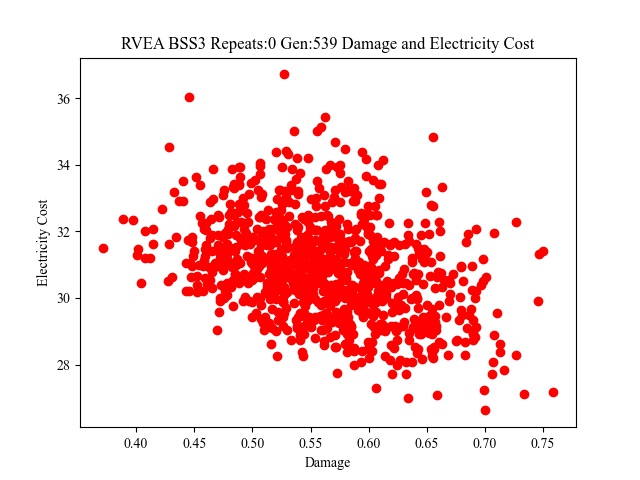 RVEA BSS3 Repeats:0 Gen:539 Damage and Electricity Cost
36
34
32
30
28
Electricity Cost
0.40 0.45 0.50 0.55 0.60 0.65 0.70 0.75
Damage